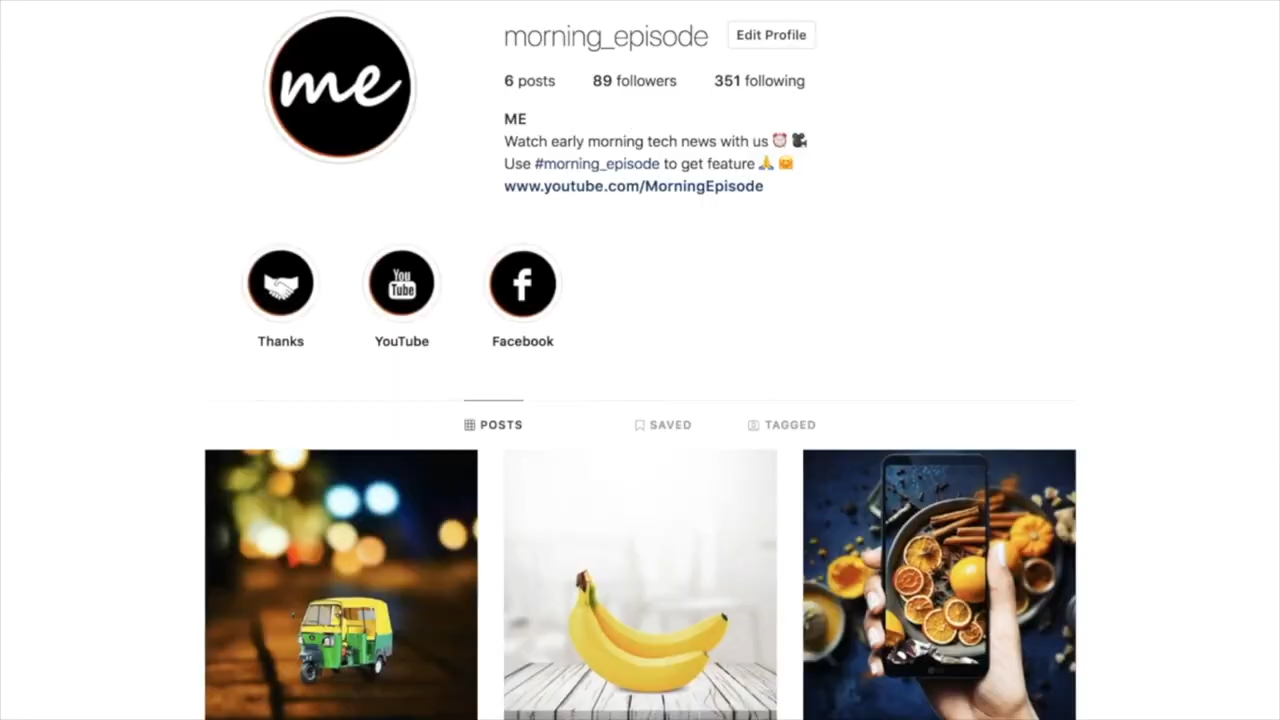 me
morning_episode Edit Profile
6 posts 89 followers 351 following
ME
Watch early morning tech news with us ⏰ 🎥
Use #morning_episode to get feature 🙏 🤗
www.youtube.com/MorningEpisode
You
Tube
f
Thanks YouTube Facebook
POSTS SAVED TAGGED